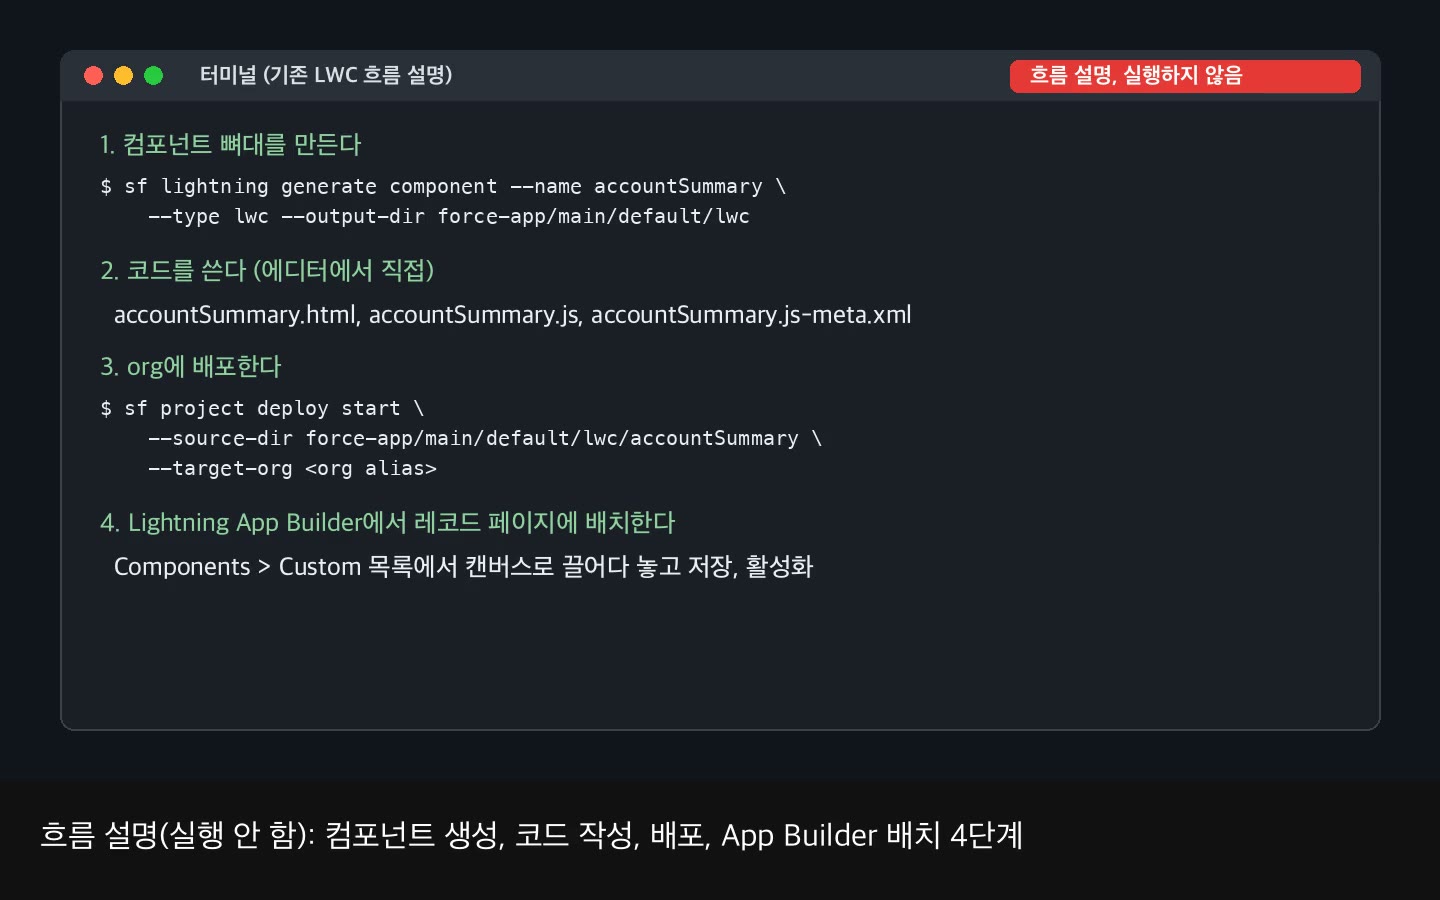 터미널 (기존 LWC 흐름 설명)
흐름 설명, 실행하지 않음
1. 컴포넌트 뼈대를 만든다
$ sf lightning generate component --name accountSummary \
--type lwc --output-dir force-app/main/default/lwc
2. 코드를 쓴다 (에디터에서 직접)
accountSummary.html, accountSummary.js, accountSummary.js-meta.xml
3. org에 배포한다
$ sf project deploy start \
--source-dir force-app/main/default/lwc/accountSummary \
--target-org <org alias>
4. Lightning App Builder에서 레코드 페이지에 배치한다
Components > Custom 목록에서 캔버스로 끌어다 놓고 저장, 활성화
흐름 설명(실행 안 함): 컴포넌트 생성, 코드 작성, 배포, App Builder 배치 4단계